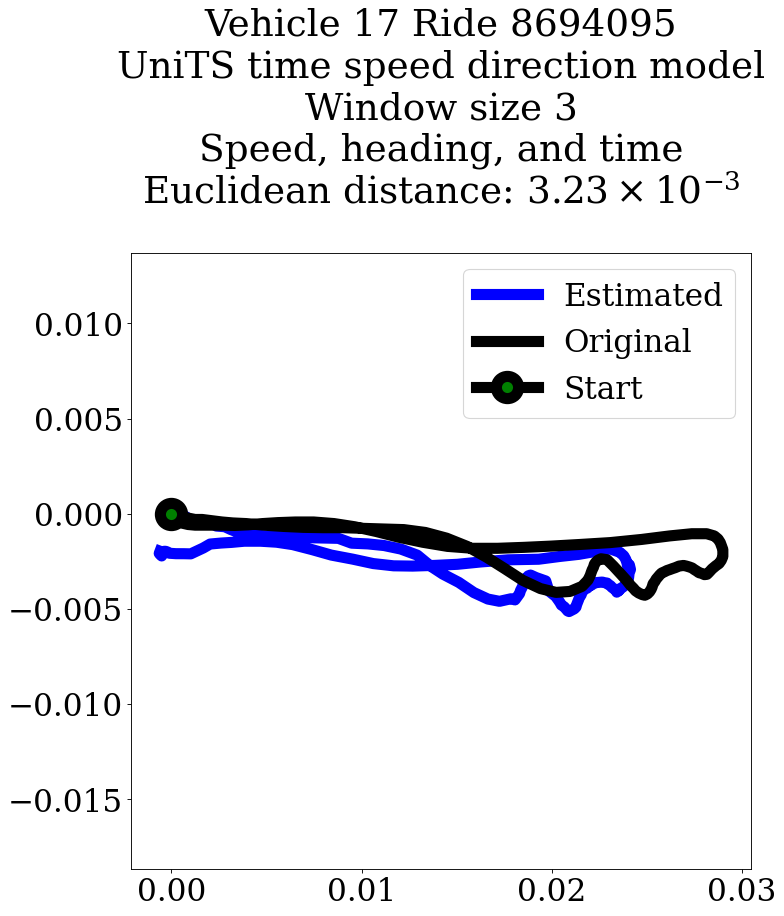 Vehicle 17 Ride 8694095
UniTS time speed direction model
Window size 3
Speed, heading, and time
Euclidean distance: 3.23 × 10⁻³
Estimated
Original
Start
0.010
0.005
0.000
−0.005
−0.010
−0.015
0.00 0.01 0.02 0.03